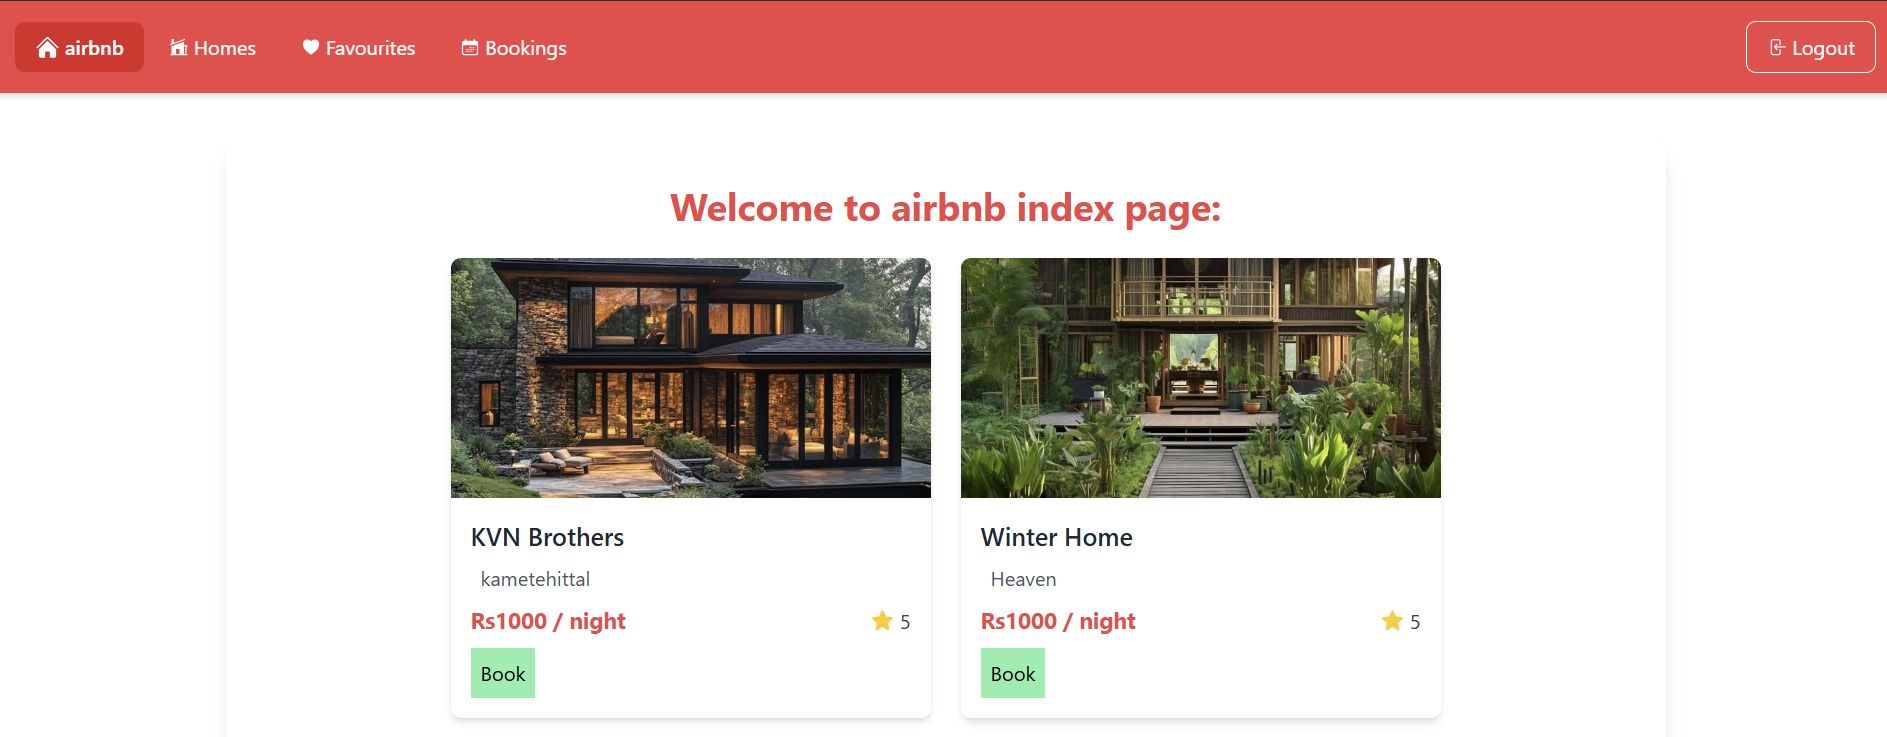 airbnb Homes Favourites Bookings Logout
Welcome to airbnb index page:
KVN Brothers
kametehittal
Rs1000 / night 5
Book
Winter Home
Heaven
Rs1000 / night 5
Book